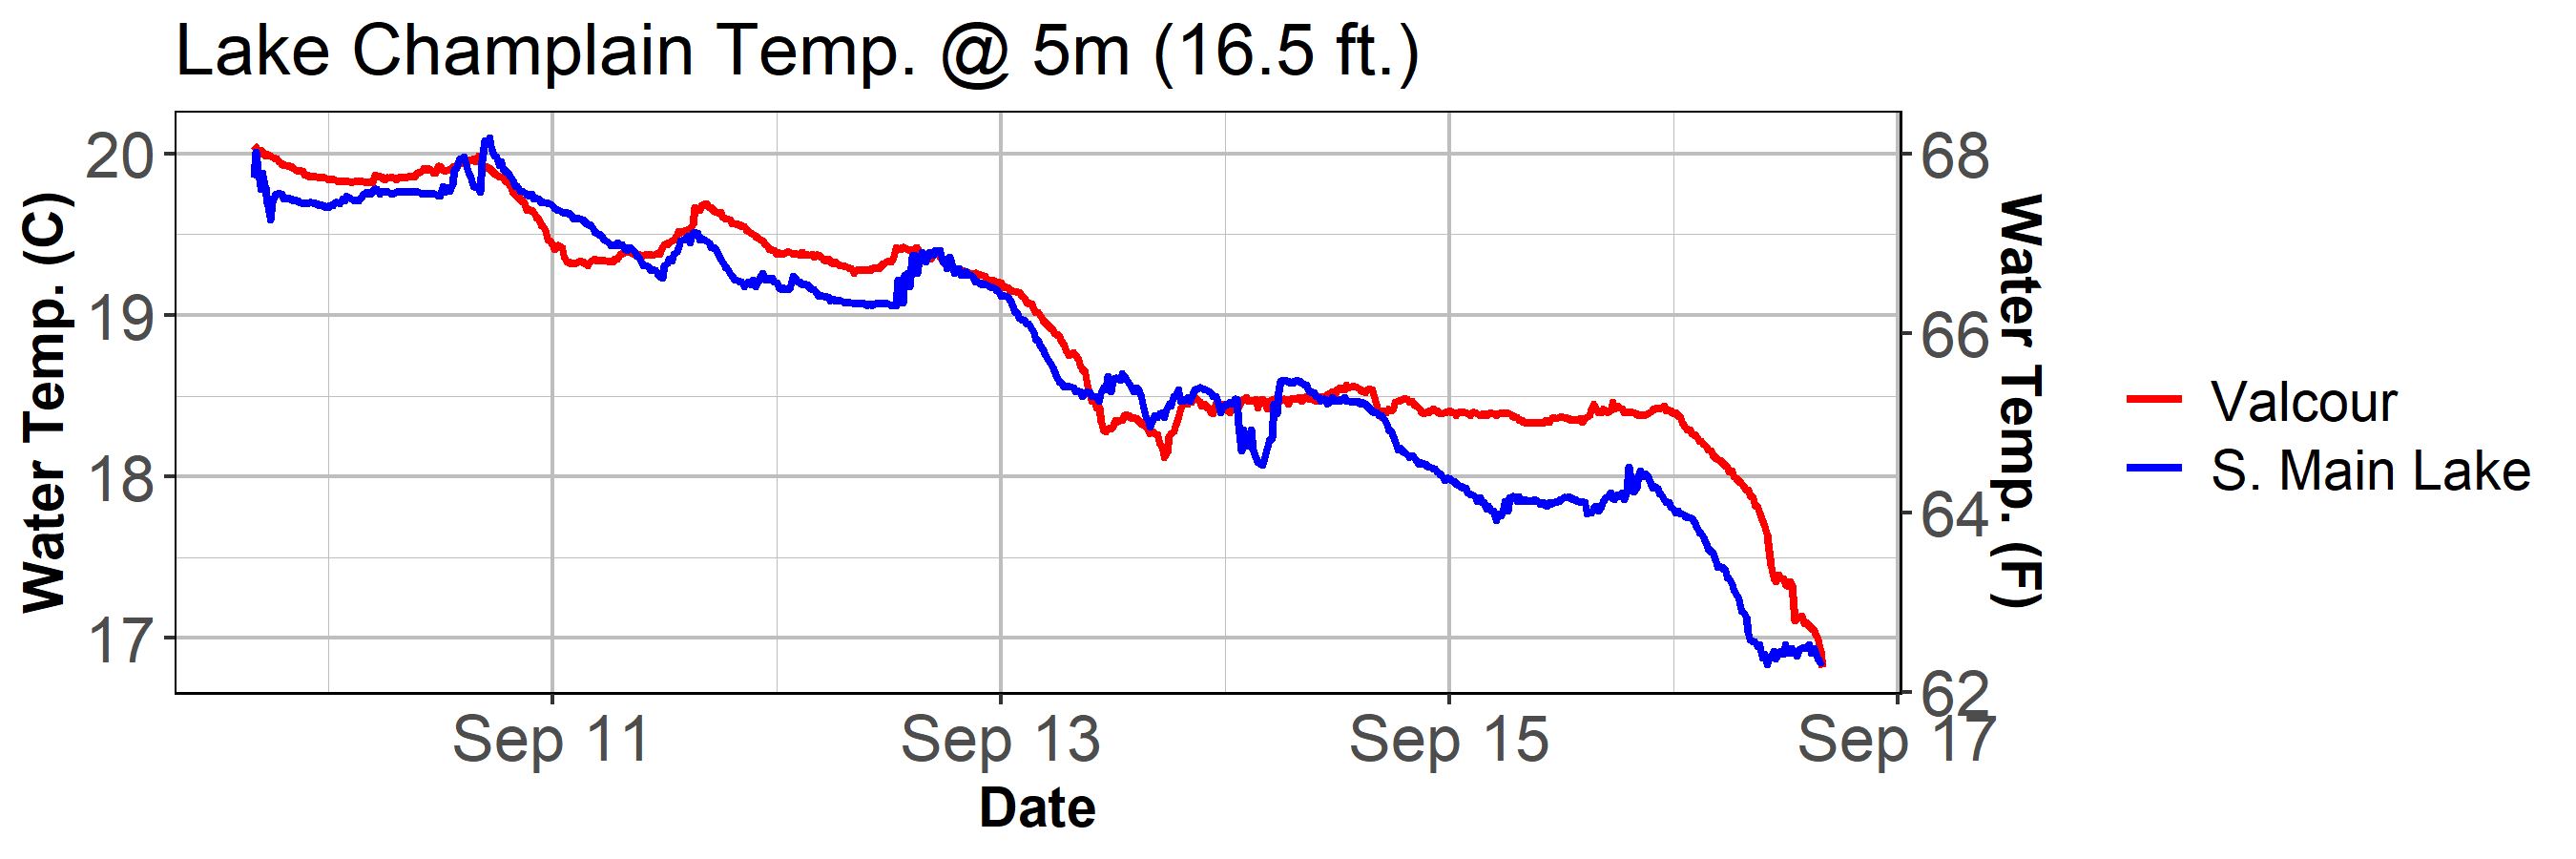 Lake Champlain Temp. @ 5m (16.5 ft.)
Water Temp. (C)
20
19
18
17
68
66
64
62
Water Temp. (F)
Sep 11
Sep 13
Sep 15
Sep 17
Date
Valcour
S. Main Lake